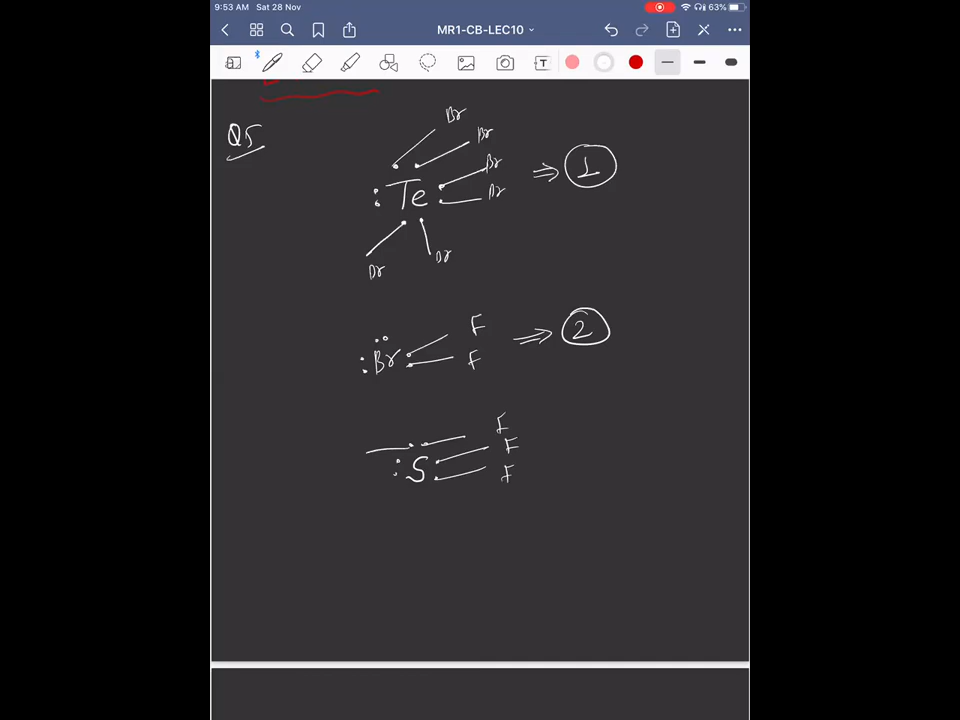 9:53 AM Sat 28 Nov 63%
MR1-CB-LEC10
T
Q5
Br
Br
Br
:Te Br ⇒ 1
Br Br
F
:Br F ⇒ 2
F
F
:S F